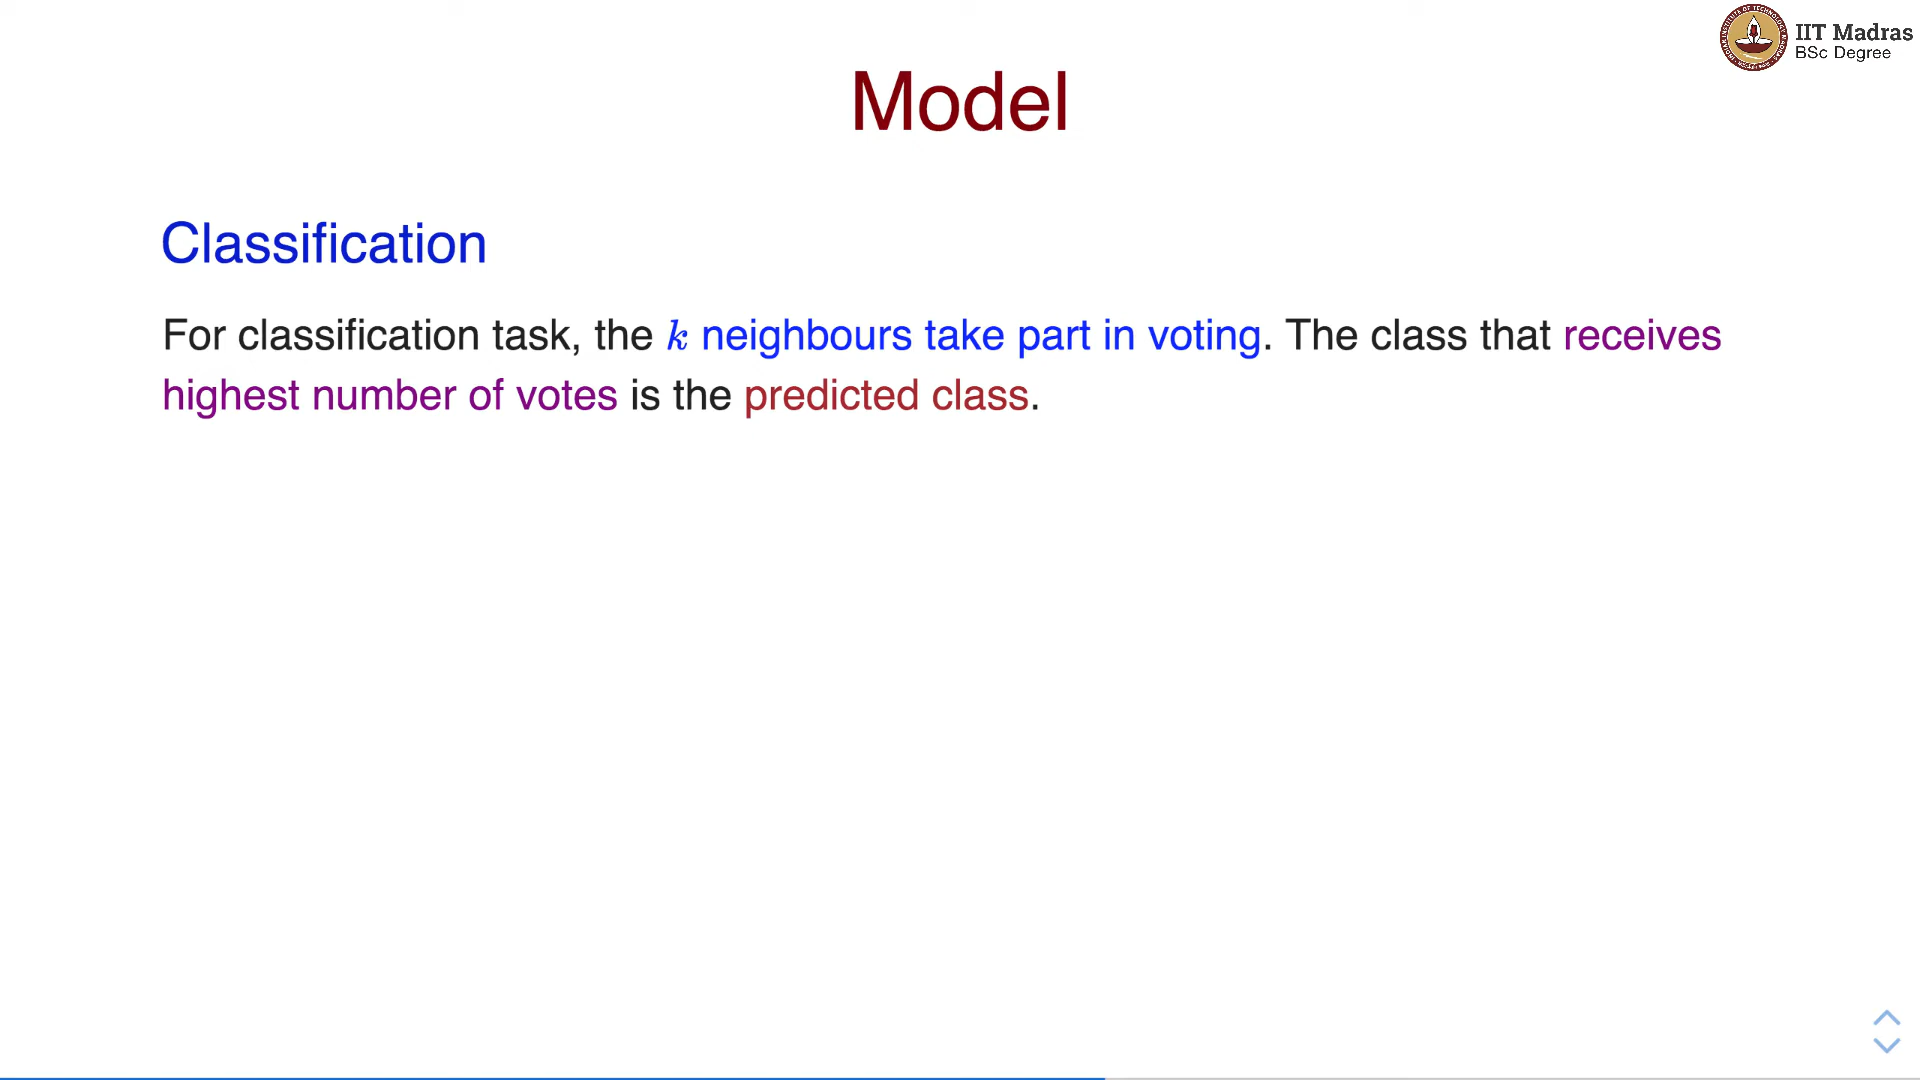 IIT Madras
BSc Degree
Model
Classification
For classification task, the k neighbours take part in voting. The class that receives
highest number of votes is the predicted class.